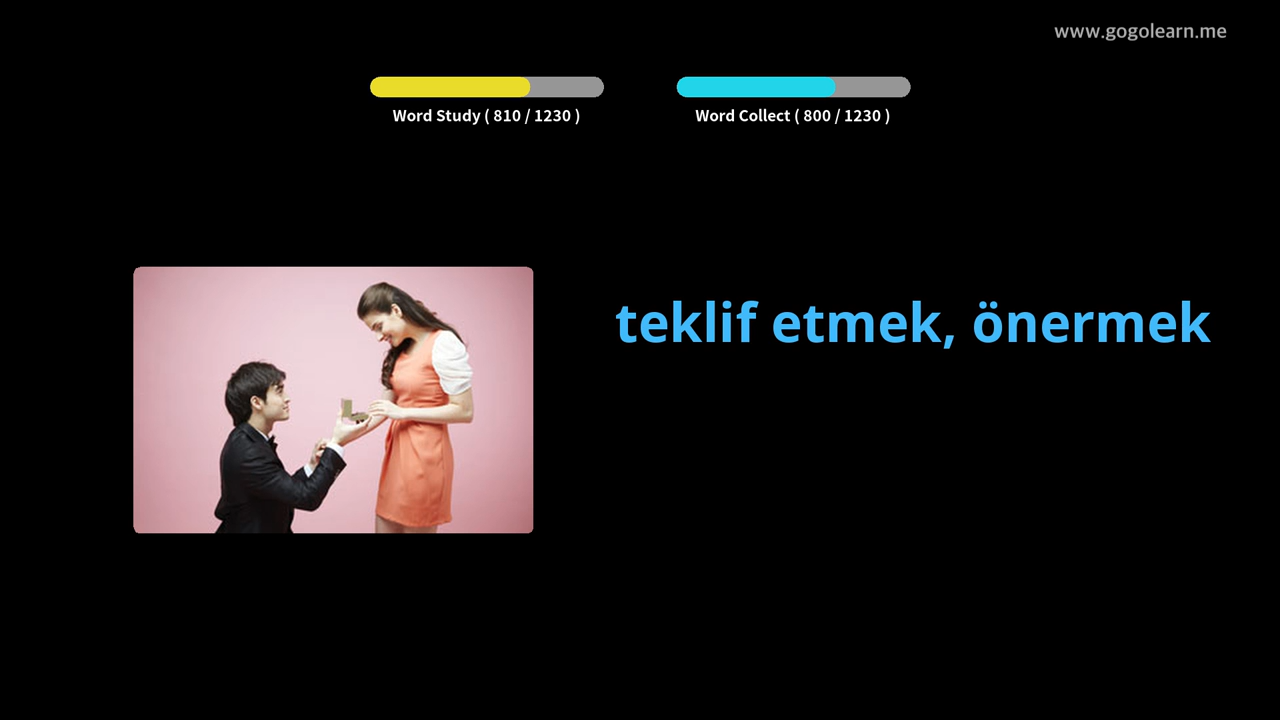 www.gogolearn.me
Word Study ( 810 / 1230 )
Word Collect ( 800 / 1230 )
teklif etmek, önermek